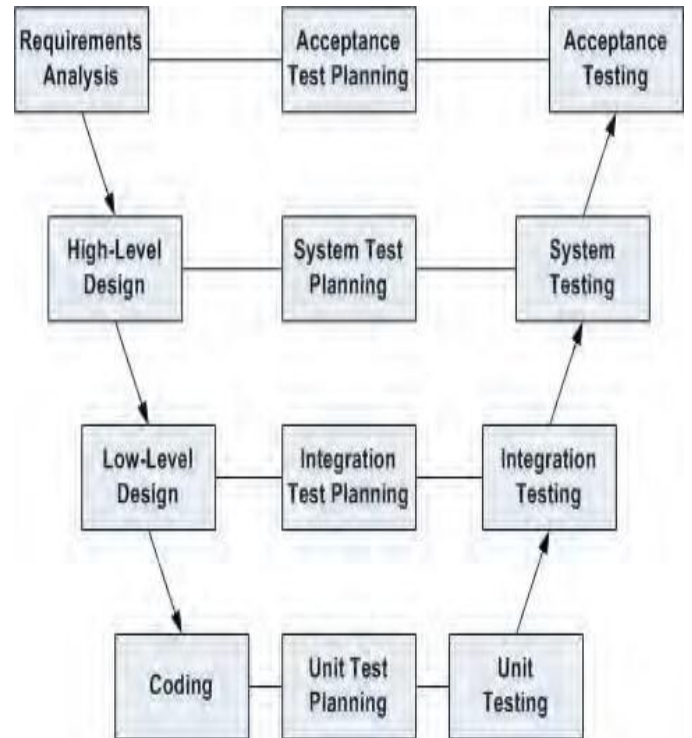 Requirements
Analysis
Acceptance
Test Planning
Acceptance
Testing
High-Level
Design
System Test
Planning
System
Testing
Low-Level
Design
Integration
Test Planning
Integration
Testing
Coding
Unit Test
Planning
Unit
Testing